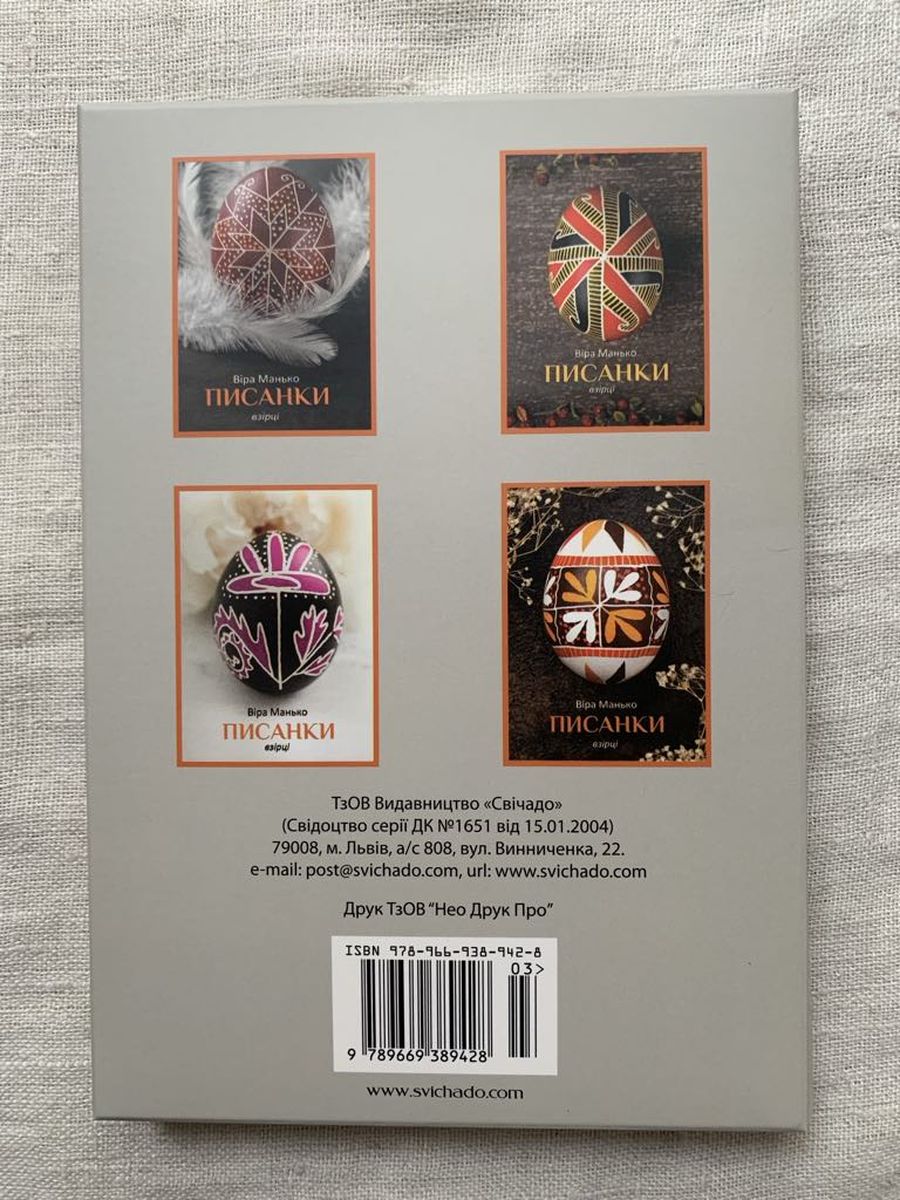 Віра Манько
ПИСАНКИ
взірці
Віра Манько
ПИСАНКИ
взірці
Віра Манько
ПИСАНКИ
взірці
Віра Манько
ПИСАНКИ
взірці
ТзОВ Видавництво «Свічадо»
(Свідоцтво серії ДК №1651 від 15.01.2004)
79008, м. Львів, а/с 808, вул. Винниченка, 22.
e-mail: post@svichado.com, url: www.svichado.com
Друк ТзОВ “Нео Друк Про”
ISBN 978-966-938-942-8
03>
9 789669 389428
www.svichado.com